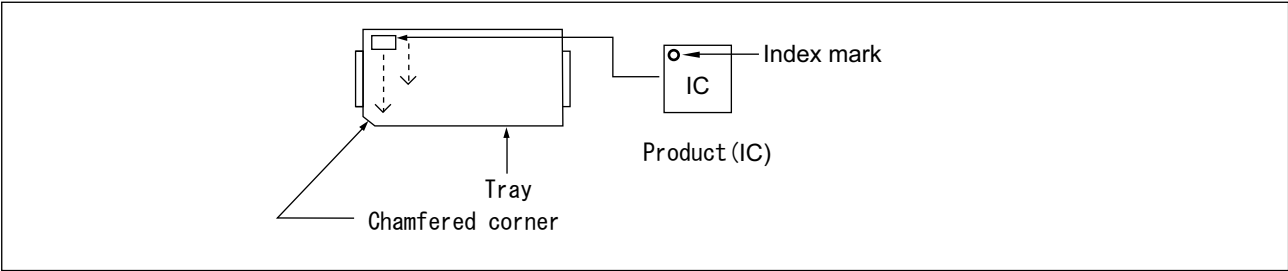 Index mark
IC
Product(IC)
Tray
Chamfered corner